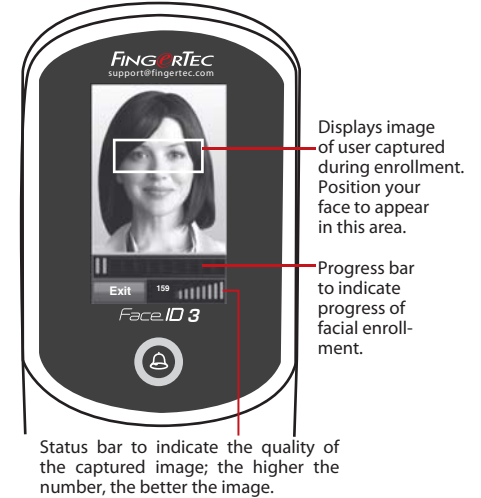 FINGERTEC
support@fingertec.com
Displays image
of user captured
during enrollment.
Position your
face to appear
in this area.
Progress bar
to indicate
progress of
facial enroll-
ment.
Exit
159
Face ID 3
Status bar to indicate the quality of
the captured image; the higher the
number, the better the image.